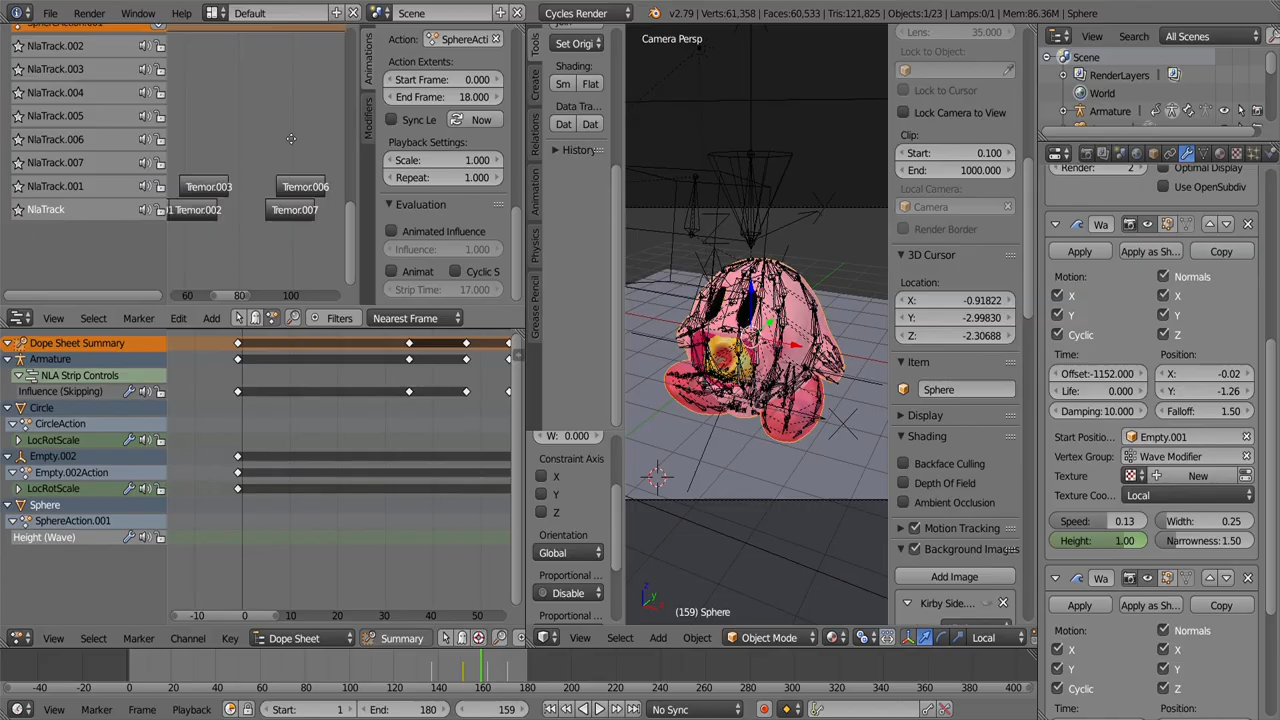 File Render Window Help Default Scene Cycles Render v2.79 | Verts:61,358 | Faces:60,533 | Tris:121,825 | Objects:1/23 | Lamps:0/1 | Mem:86.36M | Sphere
NlaTrack.002
NlaTrack.003
NlaTrack.004
NlaTrack.005
NlaTrack.006
NlaTrack.007
NlaTrack.001 Tremor.003 Tremor.006
NlaTrack Tremor.002 Tremor.007
60 80 100
View Select Marker Edit Add Filters Nearest Frame
Animations
Modifiers
Action: SphereActi
Action Extents:
Start Frame: 0.000
End Frame: 18.000
Sync Le Now
Playback Settings:
Scale: 1.000
Repeat: 1.000
Evaluation
Animated Influence
Influence: 1.000
Animat Cyclic S
Strip Time: 17.000
Dope Sheet Summary
Armature
NLA Strip Controls
Influence (Skipping)
Circle
CircleAction
LocRotScale
Empty.002
Empty.002Action
LocRotScale
Sphere
SphereAction.001
Height (Wave)
-10 0 10 20 30 40 50
View Select Marker Channel Key Dope Sheet Summary
Tools
Create
Relations
Animation
Physics
Grease Pencil
Set Origi
Shading:
Sm Flat
Data Tra...
Dat Dat
History
W: 0.000
Constraint Axis
X
Y
Z
Orientation
Global
Proportional ...
Disable
Proportional ...
Camera Persp
(159) Sphere
View Select Add Object Object Mode Local
Lens: 35.000
Lock to Object:
Lock to Cursor
Lock Camera to View
Clip:
Start: 0.100
End: 1000.000
Local Camera:
Camera
Render Border
3D Cursor
Location:
X: -0.91822
Y: -2.99830
Z: -2.30688
Item
Sphere
Display
Shading
Backface Culling
Depth Of Field
Ambient Occlusion
Motion Tracking
Background Images
Add Image
Kirby Side....
View Search All Scenes
Scene
RenderLayers
World
Armature
Render: 2
Optimal Display
Use OpenSubdiv
Wa
Apply Apply as Sh... Copy
Motion: Normals
X X
Y Y
Cyclic Z
Time: Position:
Offset:-1152.000 X: -0.02
Life: 0.000 Y: -1.26
Damping: 10.000 Falloff: 1.50
Start Positio... Empty.001
Vertex Group: Wave Modifier
Texture New
Texture Coo... Local
Speed: 0.13 Width: 0.25
Height: 1.00 Narrowness: 1.50
Wa
Apply Apply as Sh... Copy
Motion: Normals
X X
Y Y
Cyclic Z
Time: Position:
-40 -20 0 20 40 60 80 100 120 140 160 180 200 220 240 260 280 300 320 340 360 380 400
View Marker Frame Playback Start: 1 End: 180 159 No Sync